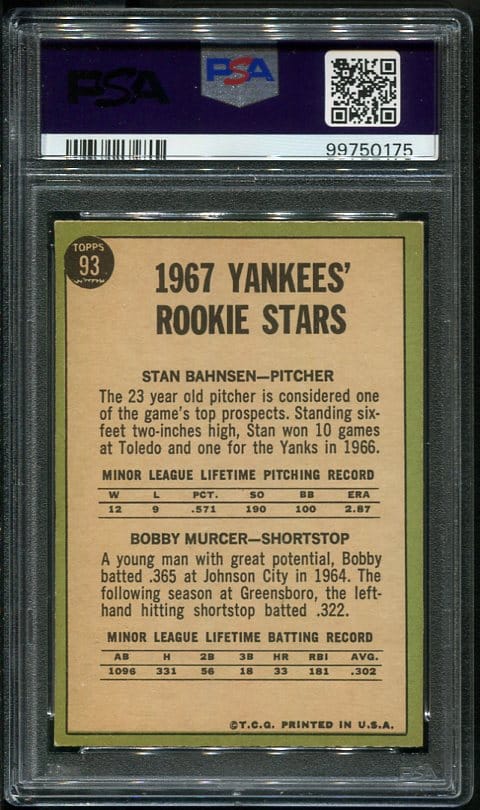 PSA
PSA
99750175
TOPPS
93
1967 YANKEES'
ROOKIE STARS
STAN BAHNSEN—PITCHER
The 23 year old pitcher is considered one
of the game's top prospects. Standing six-
feet two-inches high, Stan won 10 games
at Toledo and one for the Yanks in 1966.
MINOR LEAGUE LIFETIME PITCHING RECORD
W L PCT. SO BB ERA
12 9 .571 190 100 2.87
BOBBY MURCER—SHORTSTOP
A young man with great potential, Bobby
batted .365 at Johnson City in 1964. The
following season at Greensboro, the left-
hand hitting shortstop batted .322.
MINOR LEAGUE LIFETIME BATTING RECORD
AB H 2B 3B HR RBI AVG.
1096 331 56 18 33 181 .302
©T.C.G. PRINTED IN U.S.A.